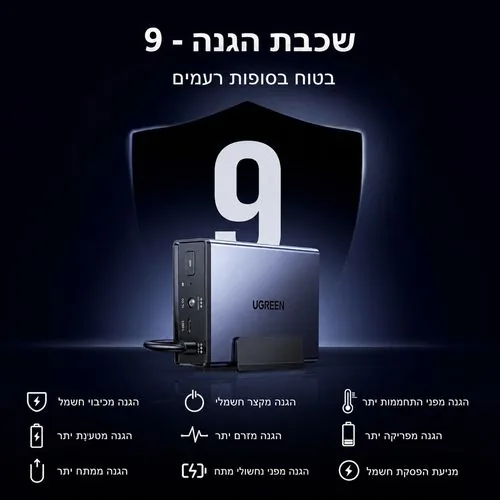 שכבת הגנה - 9
בטוח בסופות רעמים
9
UGREEN
הגנה מפני התחממות יתר
הגנה מקצר חשמלי
הגנה מכיבוי חשמל
הגנה מפריקה יתר
הגנה מזרם יתר
הגנה מטעינת יתר
מניעת הפסקת חשמל
הגנה מפני נחשולי מתח
הגנה ממתח יתר